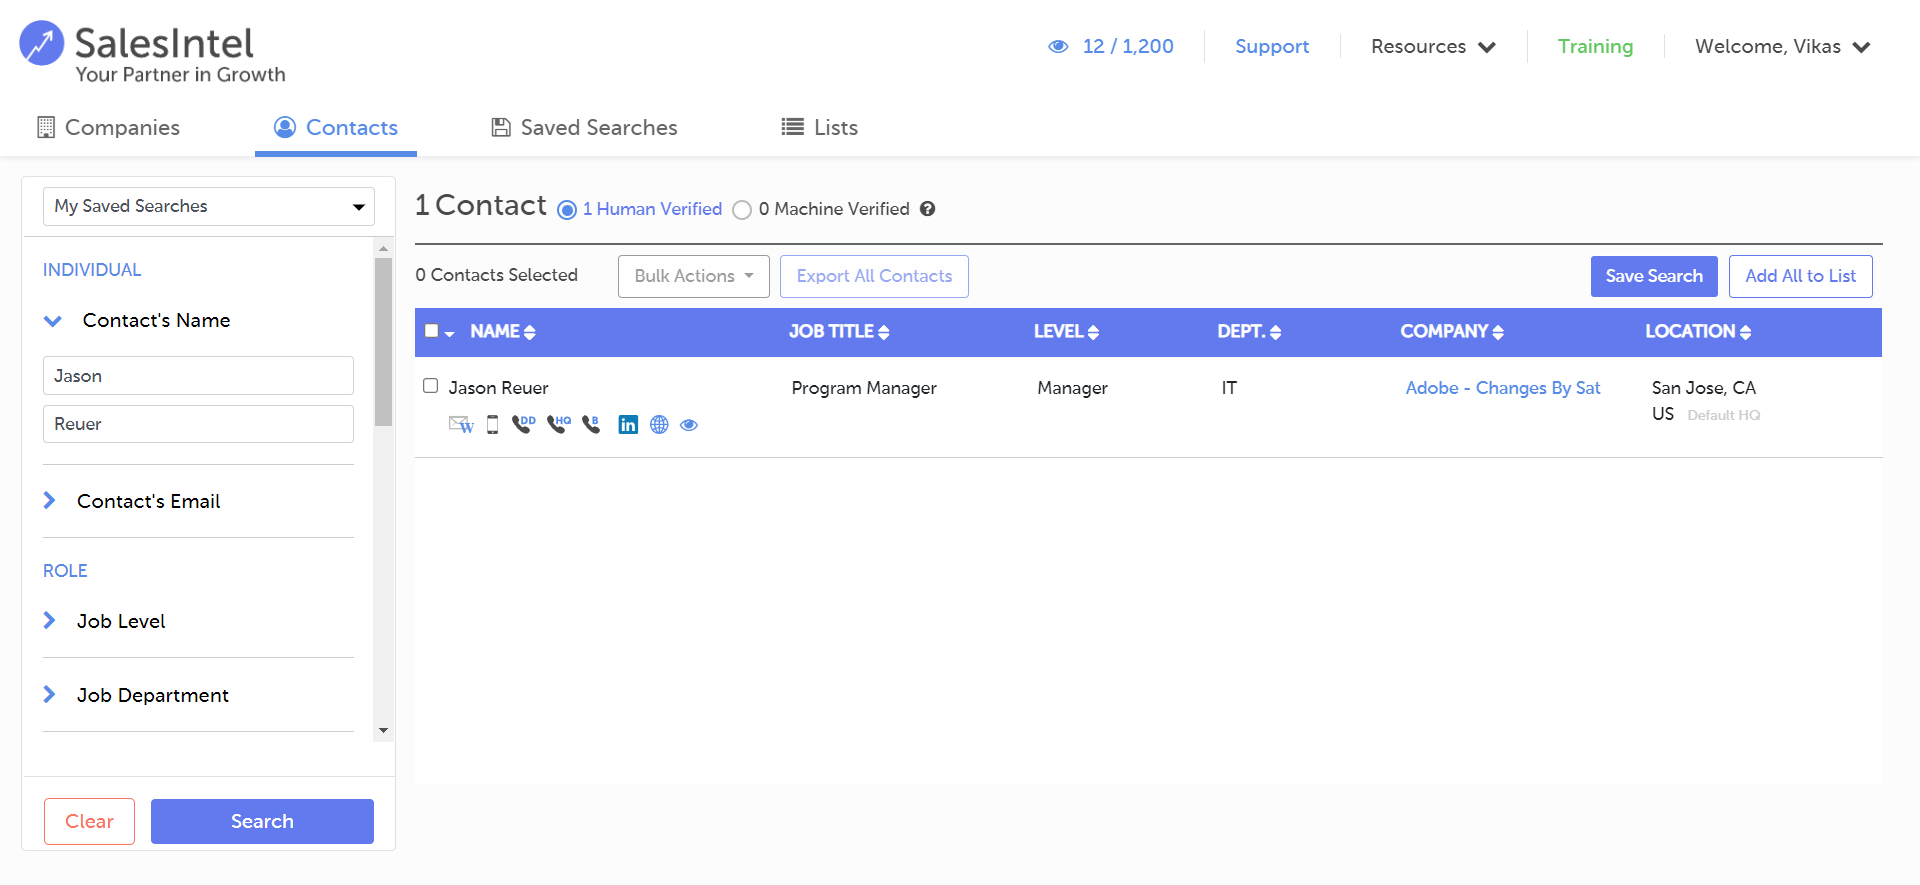 SalesIntel
Your Partner in Growth
12 / 1,200
Support
Resources
Training
Welcome, Vikas
Companies
Contacts
Saved Searches
Lists
My Saved Searches
INDIVIDUAL
Contact's Name
Jason
Reuer
Contact's Email
ROLE
Job Level
Job Department
Clear
Search
1 Contact
1 Human Verified
0 Machine Verified
?
0 Contacts Selected
Bulk Actions
Export All Contacts
Save Search
Add All to List
NAME
JOB TITLE
LEVEL
DEPT.
COMPANY
LOCATION
Jason Reuer
Program Manager
Manager
IT
Adobe - Changes By Sat
San Jose, CA
US Default HQ
W
DD
HQ
B
in